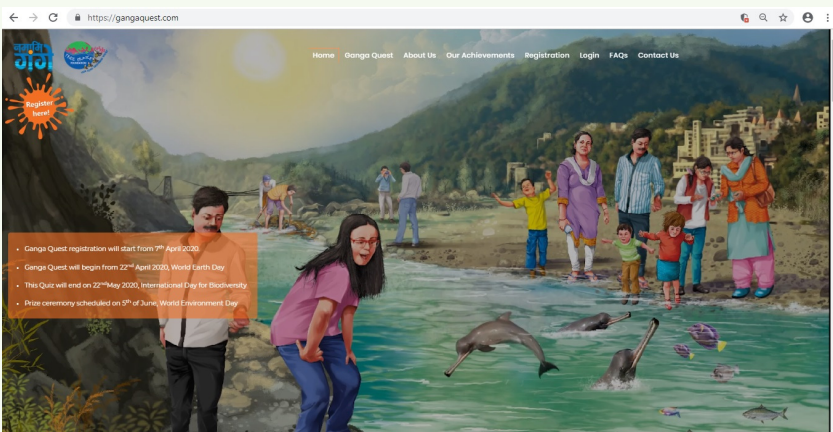 https://gangaquest.com
नमामि
गंगे
Home Ganga Quest About Us Our Achievements Registration Login FAQs Contact Us
Register
here!
Ganga Quest registration will start from 7th April 2020.
Ganga Quest will begin from 22nd April 2020, World Earth Day
This Quiz will end on 22nd May 2020, International Day for Biodiversity
Prize ceremony scheduled on 5th of June, World Environment Day